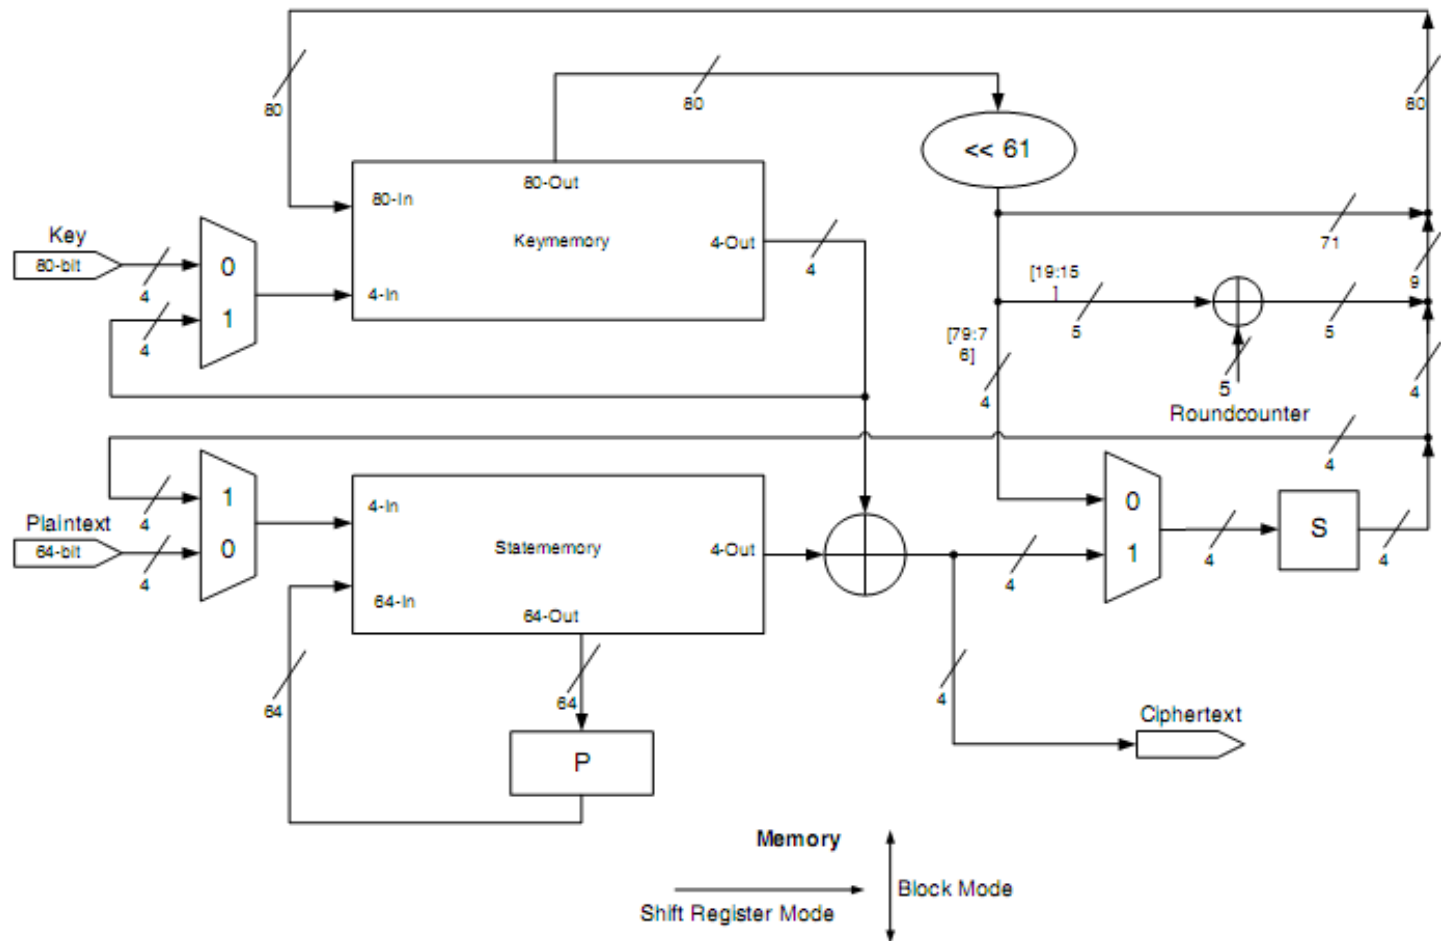 80
80
80
<< 61
80-Out
80-In
Keymemory
4-Out
4-In
Key
80-bit
4
0
1
4
4
71
[19:15
]
5
5
9
5
Roundcounter
[79:7
6]
4
4
4
Plaintext
64-bit
4
1
0
4
4-In
Statememory
4-Out
64-In
64-Out
4
0
1
4
S
4
64
64
P
4
Ciphertext
Memory
Block Mode
Shift Register Mode